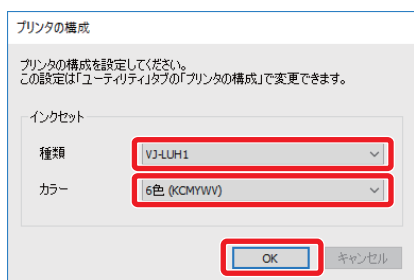 プリンタの構成
プリンタの構成を設定してください。
この設定は「ユーティリティ」タブの「プリンタの構成」で変更できます。
インクセット
種類
VJ-LUH1
カラー
6色 (KCMYWV)
OK
キャンセル